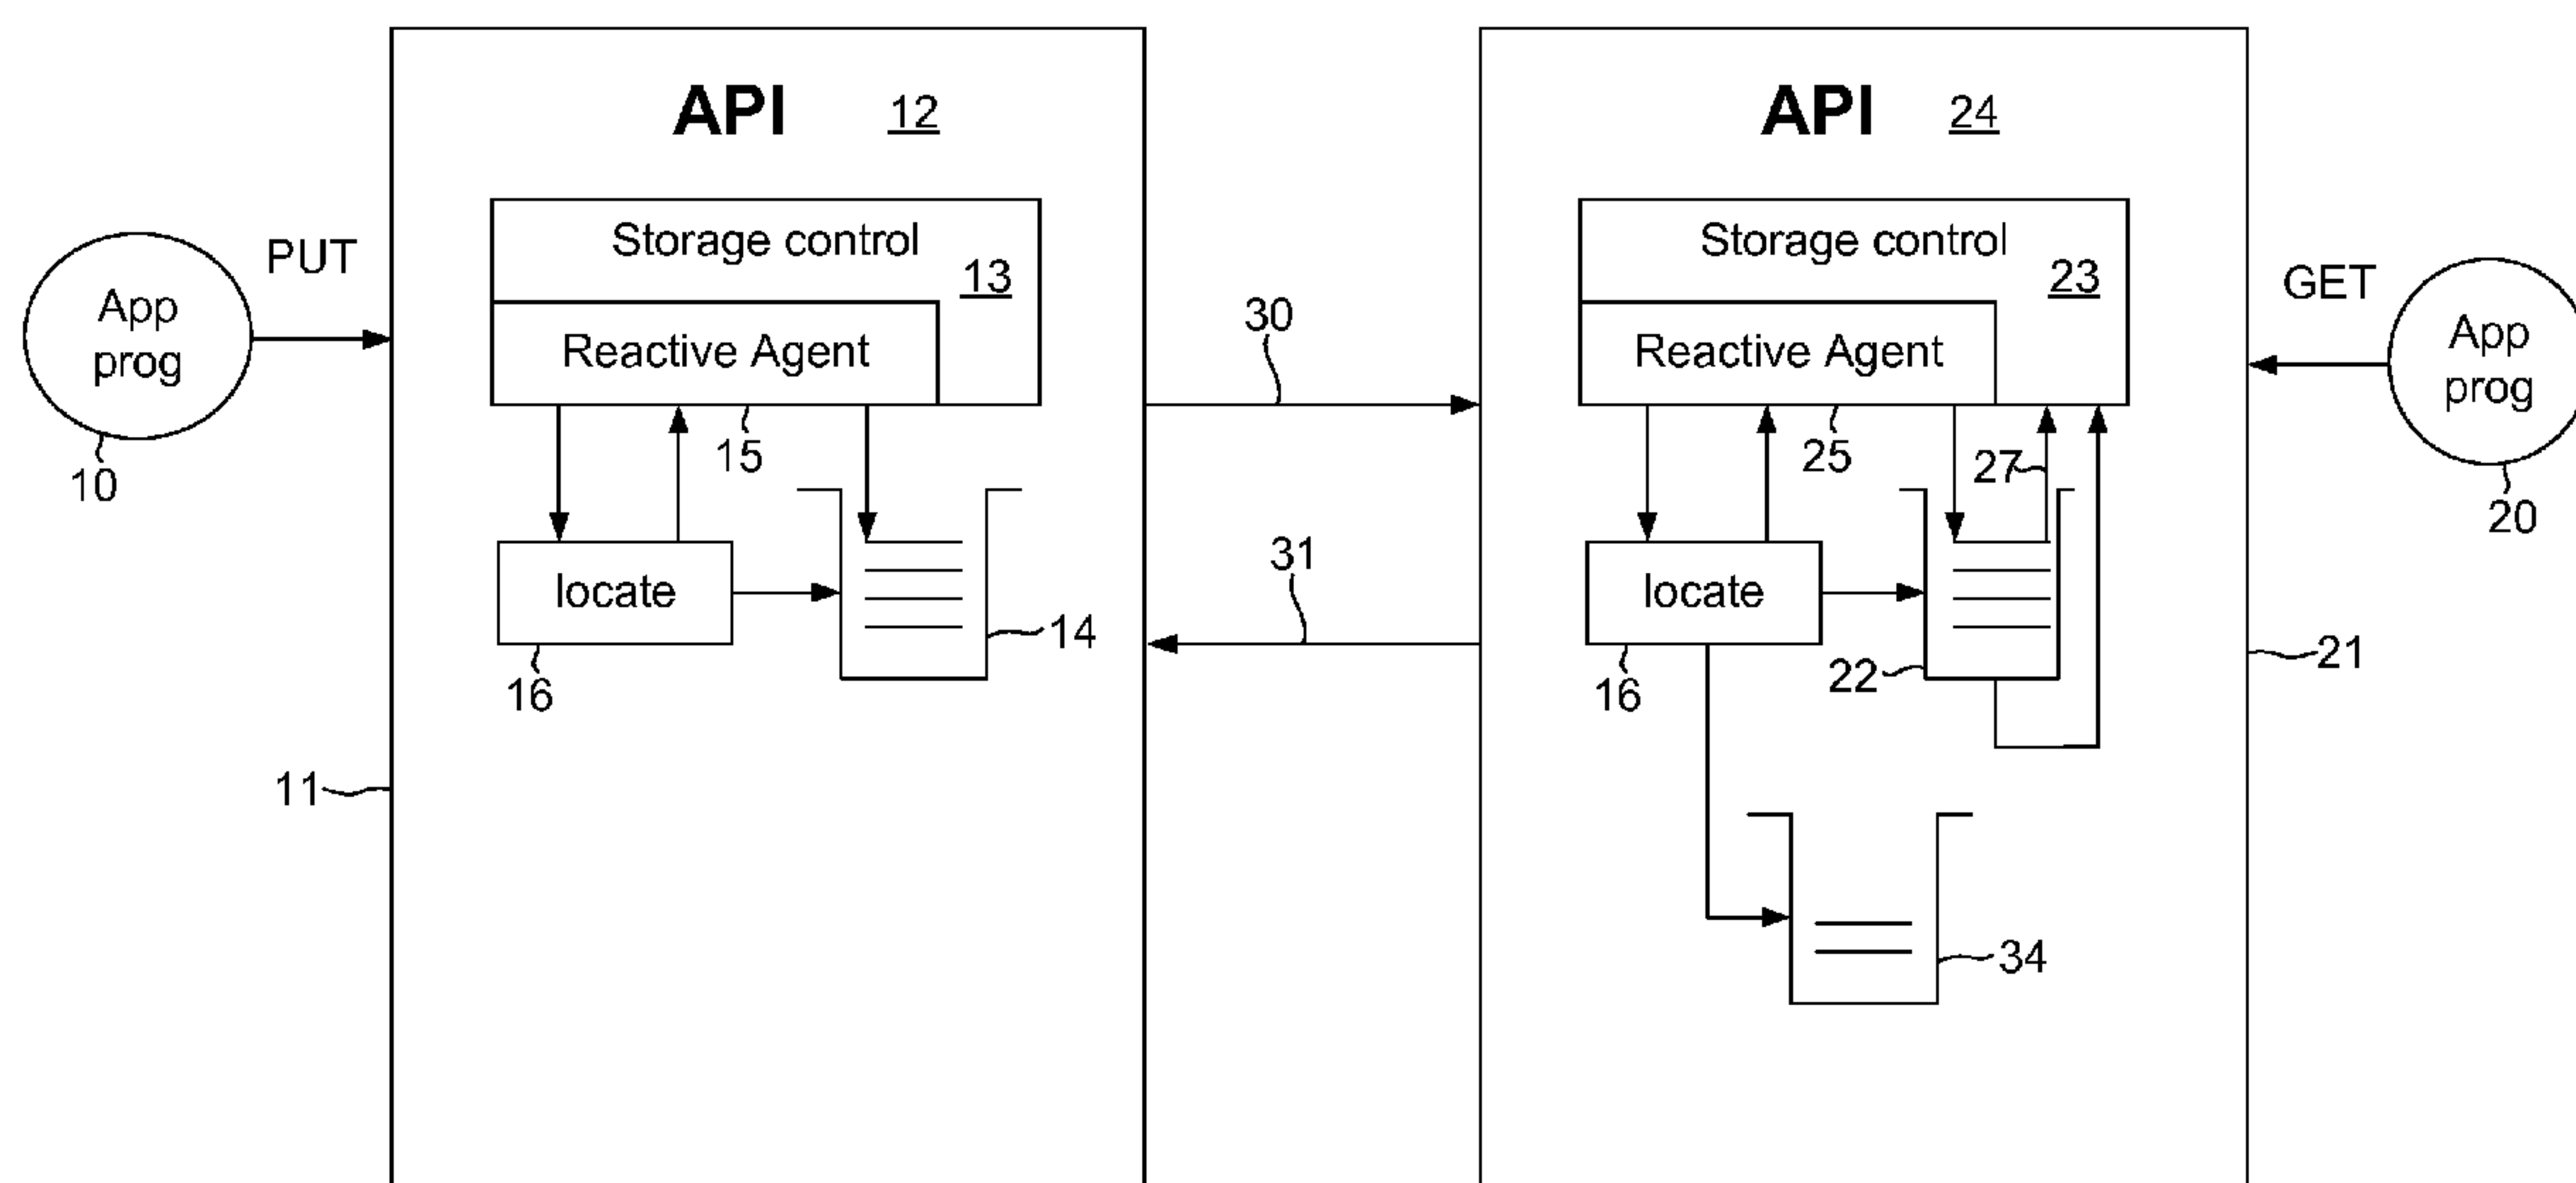 API 12
API 24
Storage control
13
Reactive Agent
Storage control
23
Reactive Agent
App
prog
PUT
10
15
30
25
27
GET
App
prog
20
locate
16
14
31
locate
16
22
21
11
34